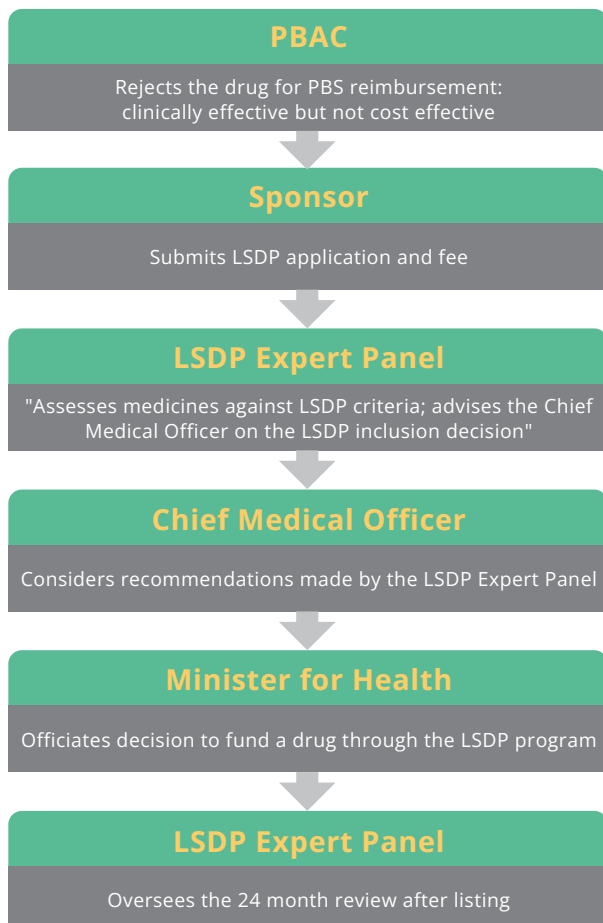 PBAC
Rejects the drug for PBS reimbursement:
clinically effective but not cost effective
Sponsor
Submits LSDP application and fee
LSDP Expert Panel
"Assesses medicines against LSDP criteria; advises the Chief
Medical Officer on the LSDP inclusion decision"
Chief Medical Officer
Considers recommendations made by the LSDP Expert Panel
Minister for Health
Officiates decision to fund a drug through the LSDP program
LSDP Expert Panel
Oversees the 24 month review after listing